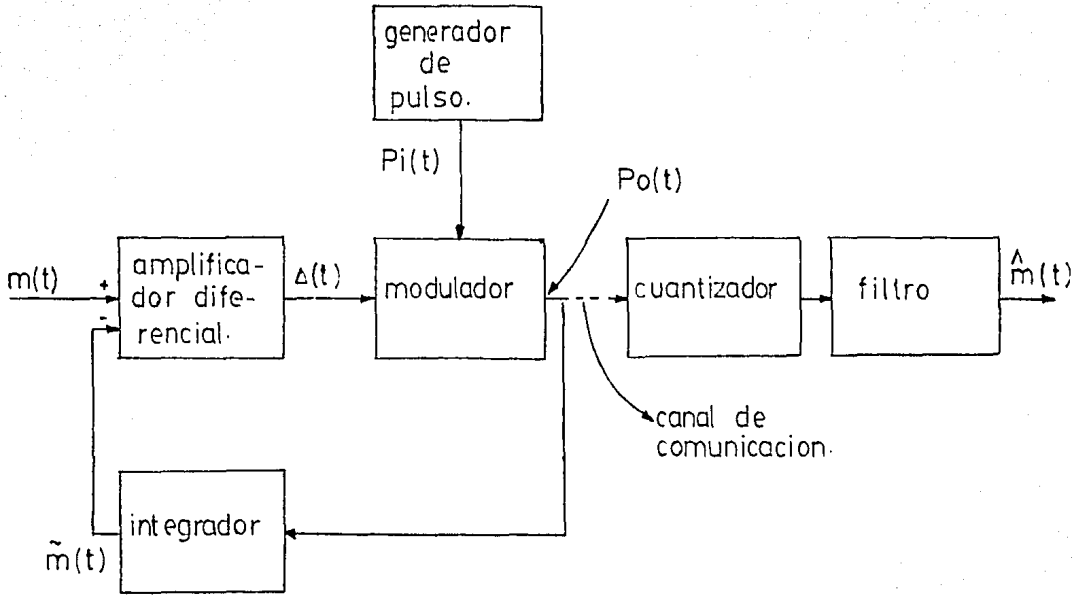 generador
de
pulso.
Pi(t)
Po(t)
m(t)
+
-
amplifica-
dor dife-
rencial.
Δ(t)
modulador
cuantizador
filtro
m̂(t)
canal de
comunicacion.
integrador
m̃(t)